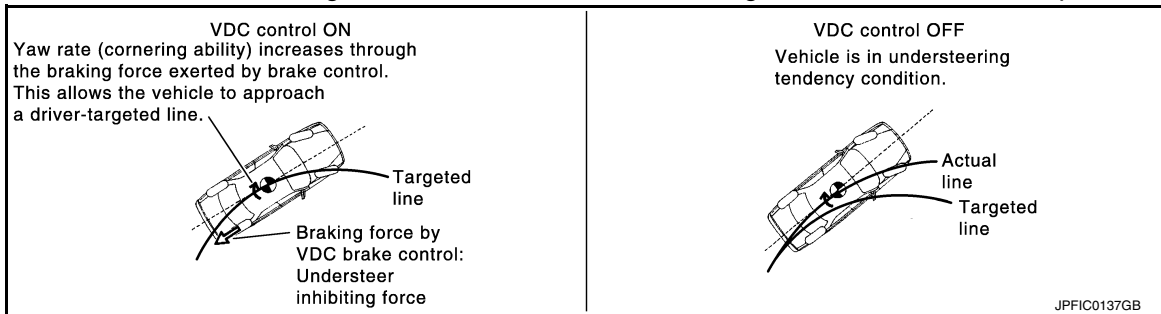 VDC control ON
Yaw rate (cornering ability) increases through
the braking force exerted by brake control.
This allows the vehicle to approach
a driver-targeted line.
Targeted
line
Braking force by
VDC brake control:
Understeer
inhibiting force
VDC control OFF
Vehicle is in understeering
tendency condition.
Actual
line
Targeted
line
JPFIC0137GB